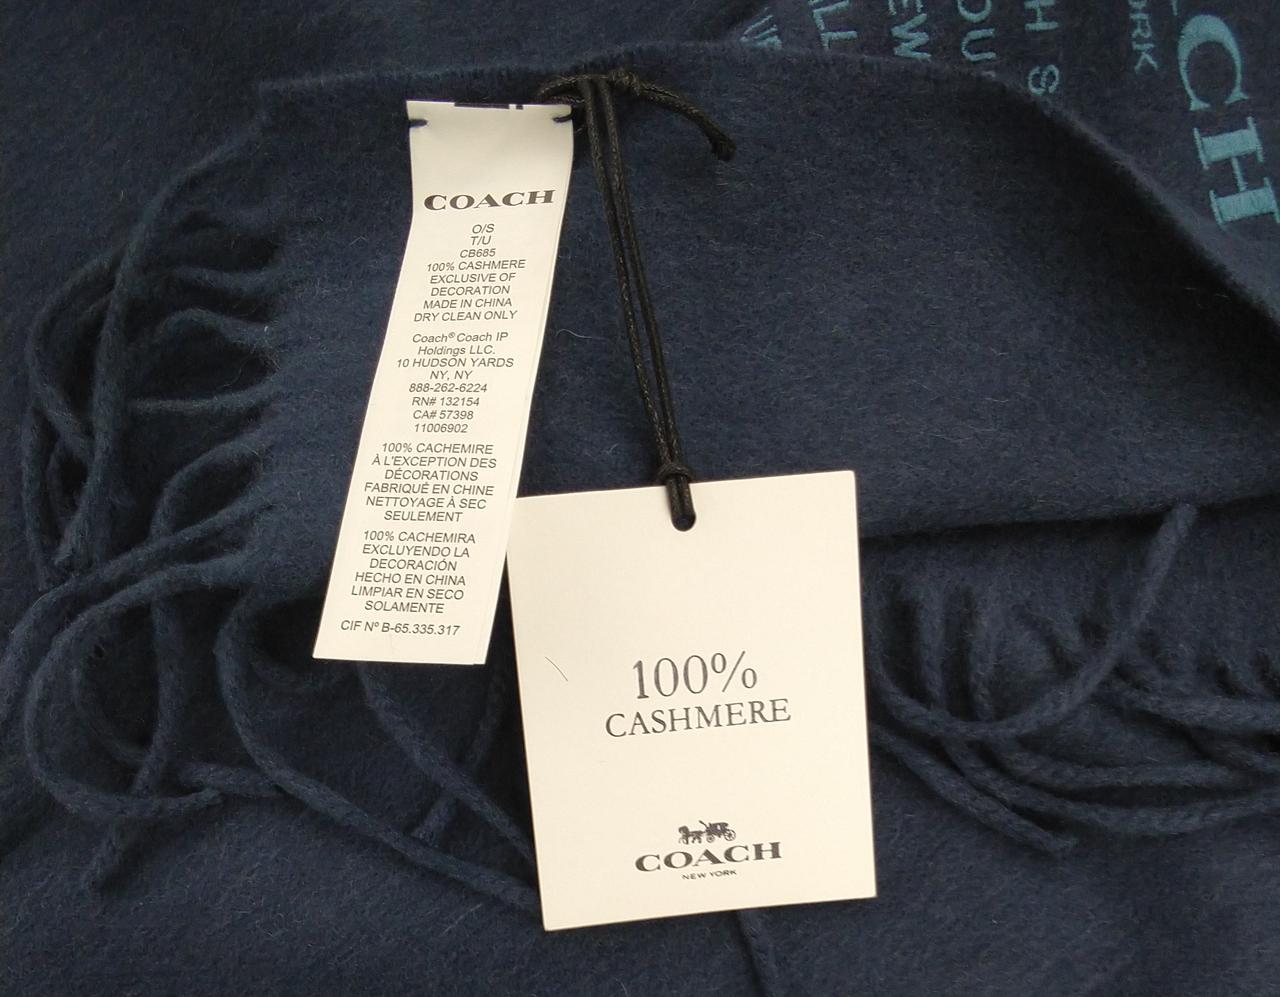 COACH
O/S
T/U
CB685
100% CASHMERE
EXCLUSIVE OF
DECORATION
MADE IN CHINA
DRY CLEAN ONLY
Coach® Coach IP
Holdings LLC.
10 HUDSON YARDS
NY, NY
888-262-6224
RN# 132154
CA# 57398
11006902
100% CACHEMIRE
À L'EXCEPTION DES
DÉCORATIONS
FABRIQUÉ EN CHINE
NETTOYAGE À SEC
SEULEMENT
100% CACHEMIRA
EXCLUYENDO LA
DECORACIÓN
HECHO EN CHINA
LIMPIAR EN SECO
SOLAMENTE
CIF Nº B-65.335.317
100%
CASHMERE
COACH
NEW YORK